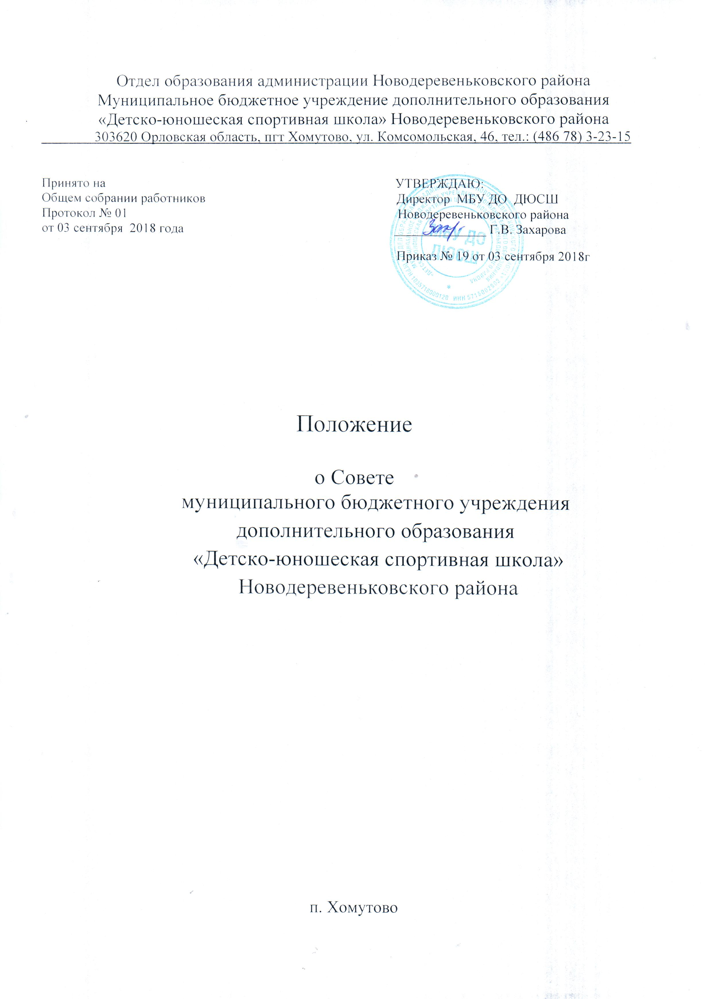 Отдел образования администрации Новодеревеньковского района
Муниципальное бюджетное учреждение дополнительного образования
«Детско-юношеская спортивная школа» Новодеревеньковского района
303620 Орловская область, пгт Хомутово, ул. Комсомольская, 46, тел.: (486 78) 3-23-15
Принято на
Общем собрании работников
Протокол № 01
от 03 сентября 2018 года
УТВЕРЖДАЮ:
Директор МБУ ДО ДЮСШ
Новодеревеньковского района
Г.В. Захарова
Приказ № 19 от 03 сентября 2018г
МБУ ДО
ДЮСШ
Положение
о Совете
муниципального бюджетного учреждения
дополнительного образования
«Детско-юношеская спортивная школа»
Новодеревеньковского района
п. Хомутово